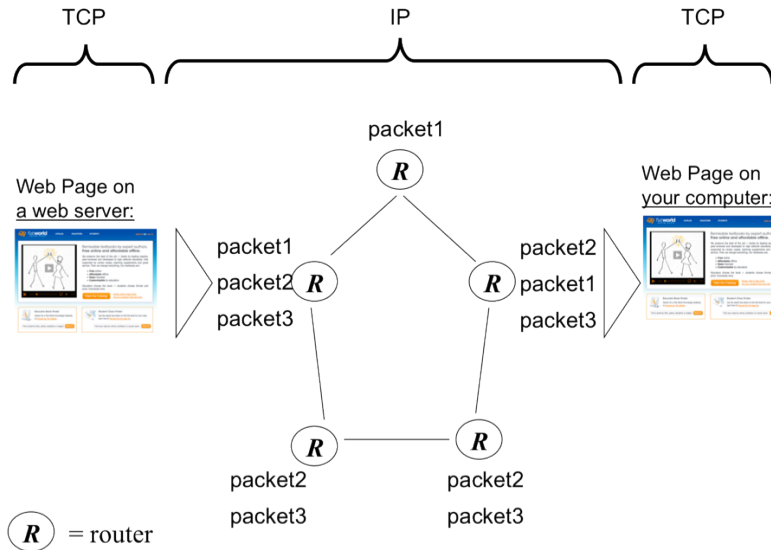 TCP
IP
TCP
packet1
R
Web Page on
a web server:
Web Page on
your computer:
packet1
packet2
packet3
R
R
packet2
packet1
packet3
R
R
packet2
packet3
packet2
packet3
R = router